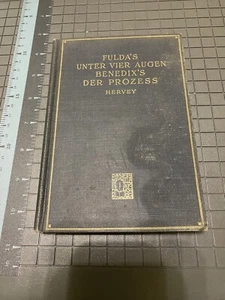 FULDA'S
UNTER VIER AUGEN
BENEDIX'S
DER PROZESS
HERVEY